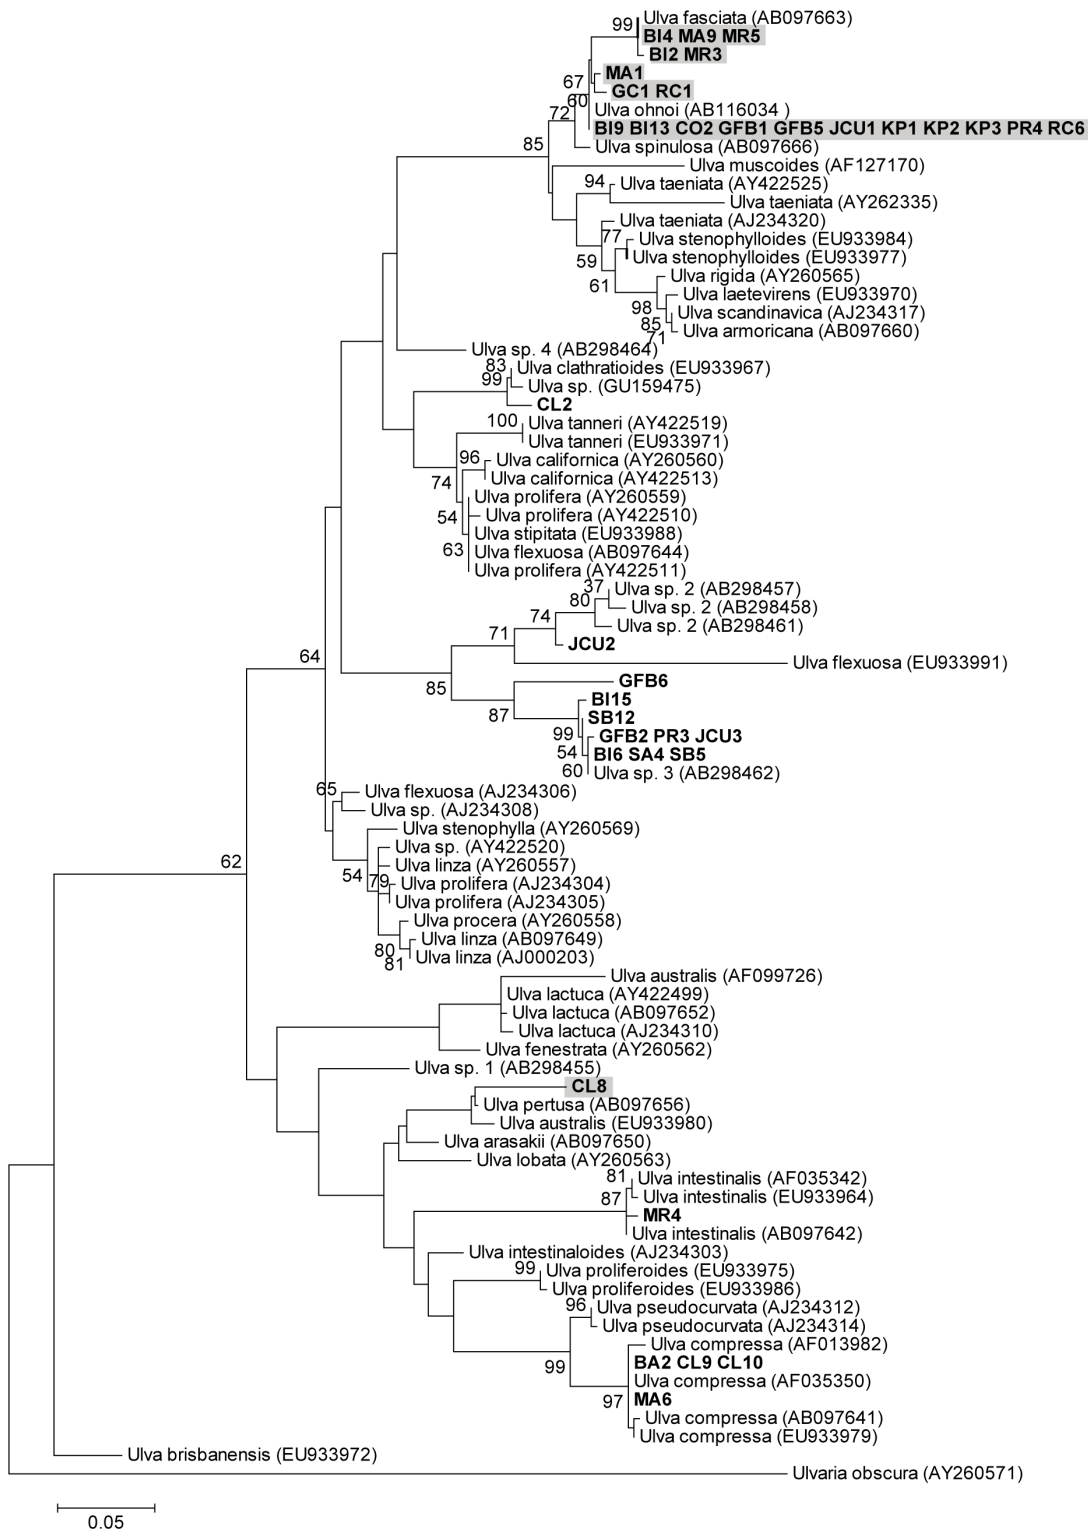 Ulva fasciata (AB097663)
99
BI4 MA9 MR5
BI2 MR3
MA1
67
GC1 RC1
60
Ulva ohnoi (AB116034 )
72
BI9 BI13 CO2 GFB1 GFB5 JCU1 KP1 KP2 KP3 PR4 RC6
85
Ulva spinulosa (AB097666)
Ulva muscoides (AF127170)
94
Ulva taeniata (AY422525)
Ulva taeniata (AY262335)
Ulva taeniata (AJ234320)
77
Ulva stenophylloides (EU933984)
Ulva stenophylloides (EU933977)
59
Ulva rigida (AY260565)
61
Ulva laetevirens (EU933970)
98
Ulva scandinavica (AJ234317)
85
Ulva armoricana (AB097660)
71
Ulva sp. 4 (AB298464)
83
Ulva clathratioides (EU933967)
99
Ulva sp. (GU159475)
CL2
100
Ulva tanneri (AY422519)
Ulva tanneri (EU933971)
96
Ulva californica (AY260560)
74
Ulva californica (AY422513)
Ulva prolifera (AY260559)
54
Ulva prolifera (AY422510)
Ulva stipitata (EU933988)
63
Ulva flexuosa (AB097644)
Ulva prolifera (AY422511)
37
Ulva sp. 2 (AB298457)
80
Ulva sp. 2 (AB298458)
74
Ulva sp. 2 (AB298461)
71
JCU2
64
Ulva flexuosa (EU933991)
85
GFB6
BI15
87
SB12
99
GFB2 PR3 JCU3
54
BI6 SA4 SB5
60
Ulva sp. 3 (AB298462)
65
Ulva flexuosa (AJ234306)
Ulva sp. (AJ234308)
Ulva stenophylla (AY260569)
Ulva sp. (AY422520)
62
Ulva linza (AY260557)
54
79
Ulva prolifera (AJ234304)
Ulva prolifera (AJ234305)
Ulva procera (AY260558)
Ulva linza (AB097649)
80
Ulva linza (AJ000203)
81
Ulva australis (AF099726)
Ulva lactuca (AY422499)
Ulva lactuca (AB097652)
Ulva lactuca (AJ234310)
Ulva fenestrata (AY260562)
Ulva sp. 1 (AB298455)
CL8
Ulva pertusa (AB097656)
Ulva australis (EU933980)
Ulva arasakii (AB097650)
Ulva lobata (AY260563)
81
Ulva intestinalis (AF035342)
87
Ulva intestinalis (EU933964)
MR4
Ulva intestinalis (AB097642)
Ulva intestinaloides (AJ234303)
99
Ulva proliferoides (EU933975)
Ulva proliferoides (EU933986)
96
Ulva pseudocurvata (AJ234312)
Ulva pseudocurvata (AJ234314)
Ulva compressa (AF013982)
99
BA2 CL9 CL10
Ulva compressa (AF035350)
97
MA6
Ulva compressa (AB097641)
Ulva compressa (EU933979)
Ulva brisbanensis (EU933972)
Ulvaria obscura (AY260571)
0.05